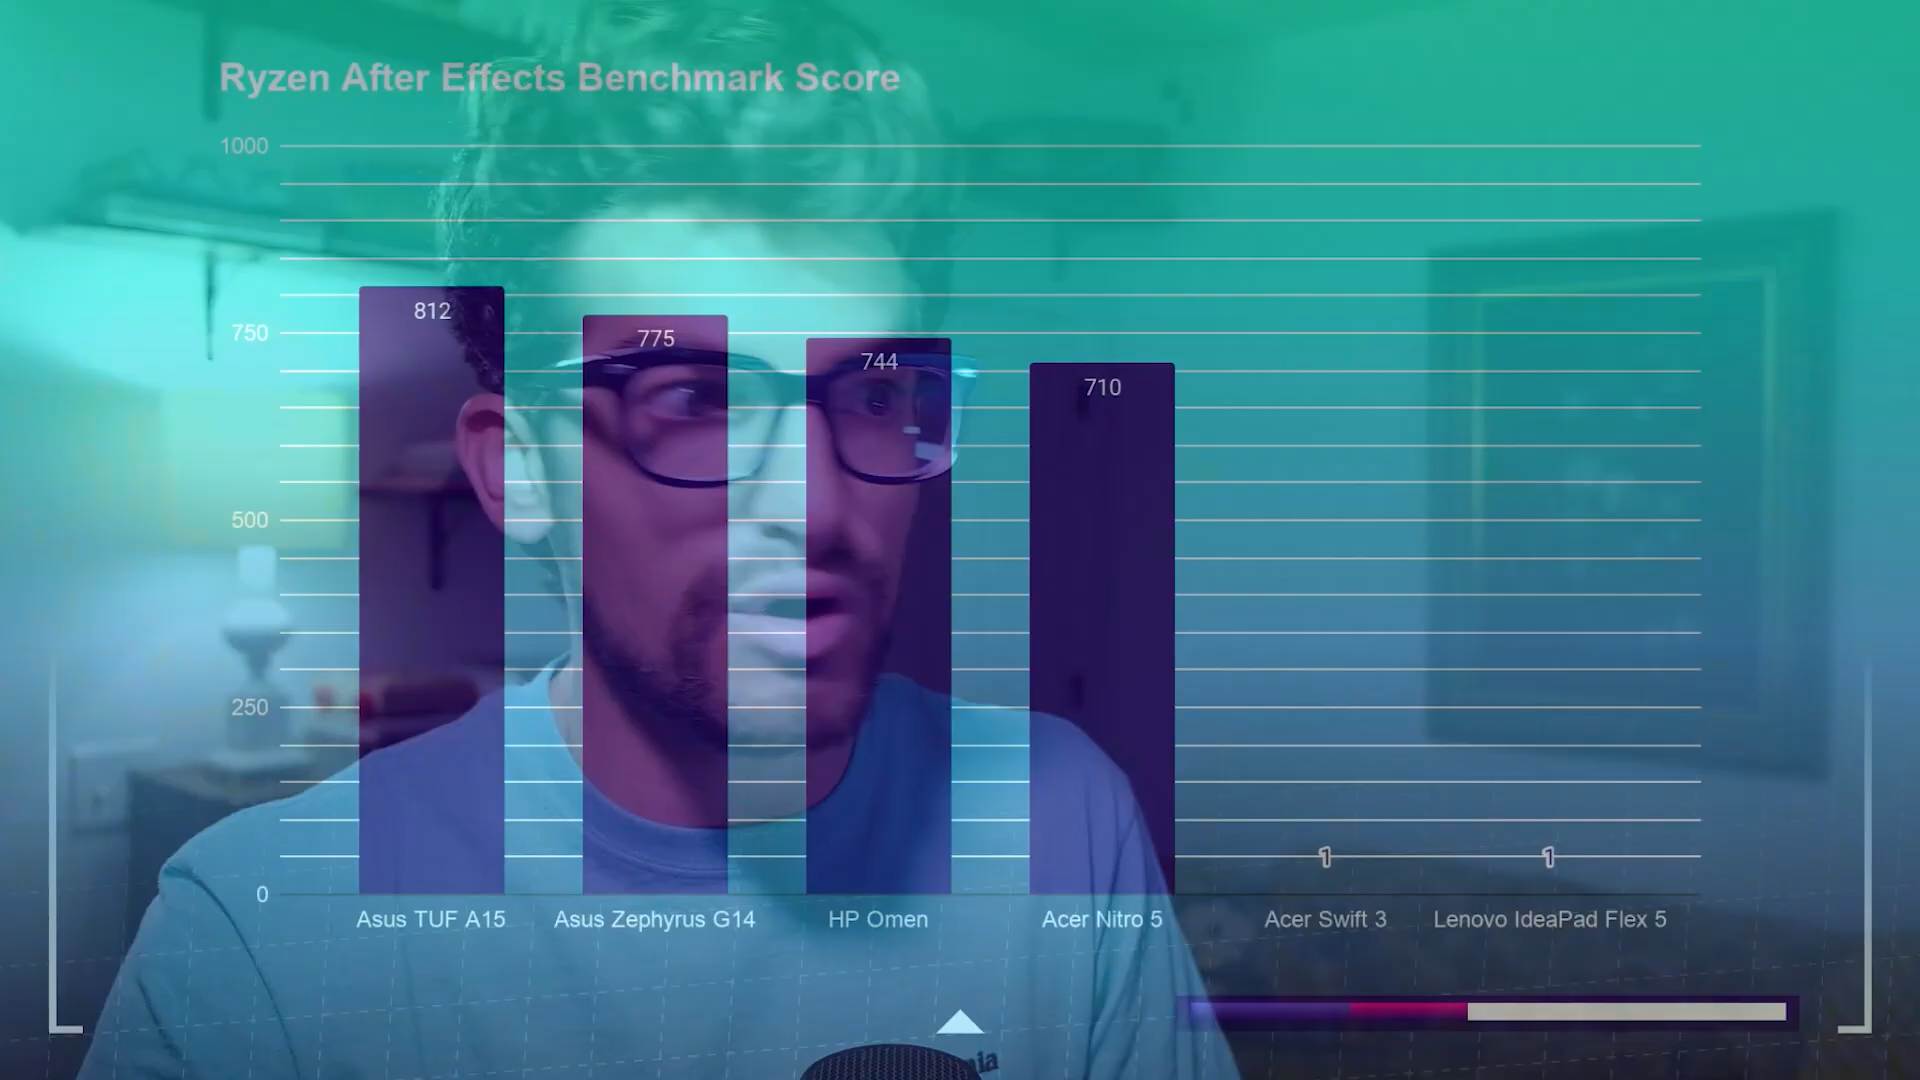 Ryzen After Effects Benchmark Score
1000
812
775
744
710
750
500
250
1
1
0
Asus TUF A15
Asus Zephyrus G14
HP Omen
Acer Nitro 5
Acer Swift 3
Lenovo IdeaPad Flex 5